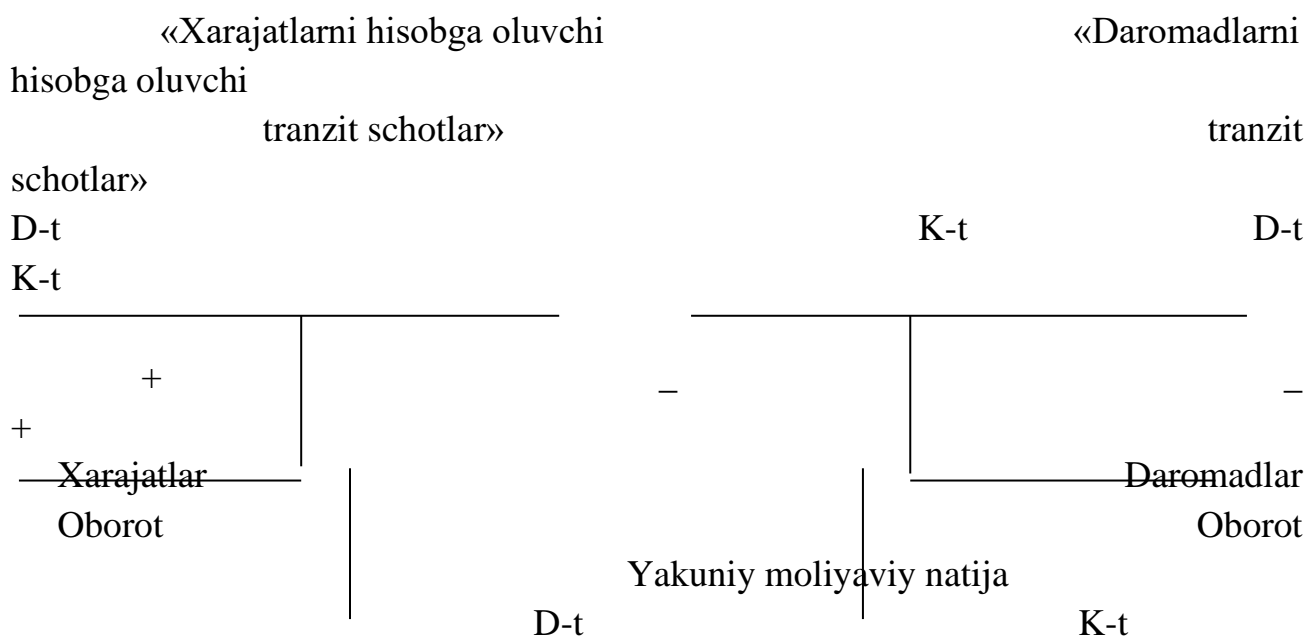 «Xarajatlarni hisobga oluvchi «Daromadlarni
hisobga oluvchi
tranzit schotlar» tranzit
schotlar»
D-t K-t D-t
K-t
+ – –
+
Xarajatlar Daromadlar
Oborot Oborot
Yakuniy moliyaviy natija
D-t K-t